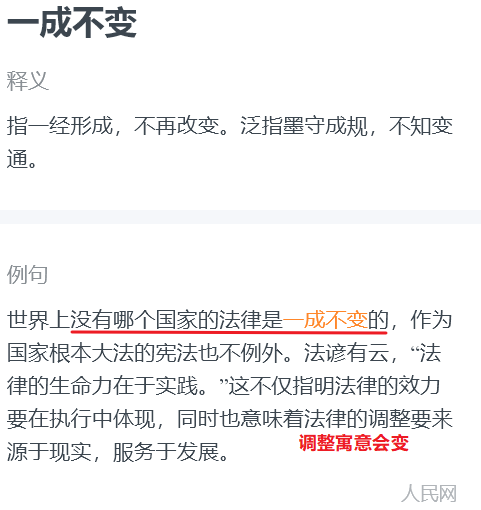 一成不变
释义
指一经形成，不再改变。泛指墨守成规，不知变
通。
例句
世界上没有哪个国家的法律是一成不变的，作为
国家根本大法的宪法也不例外。法谚有云，“法
律的生命力在于实践。”这不仅指明法律的效力
要在执行中体现，同时也意味着法律的调整要来
源于现实，服务于发展。
调整寓意会变
人民网